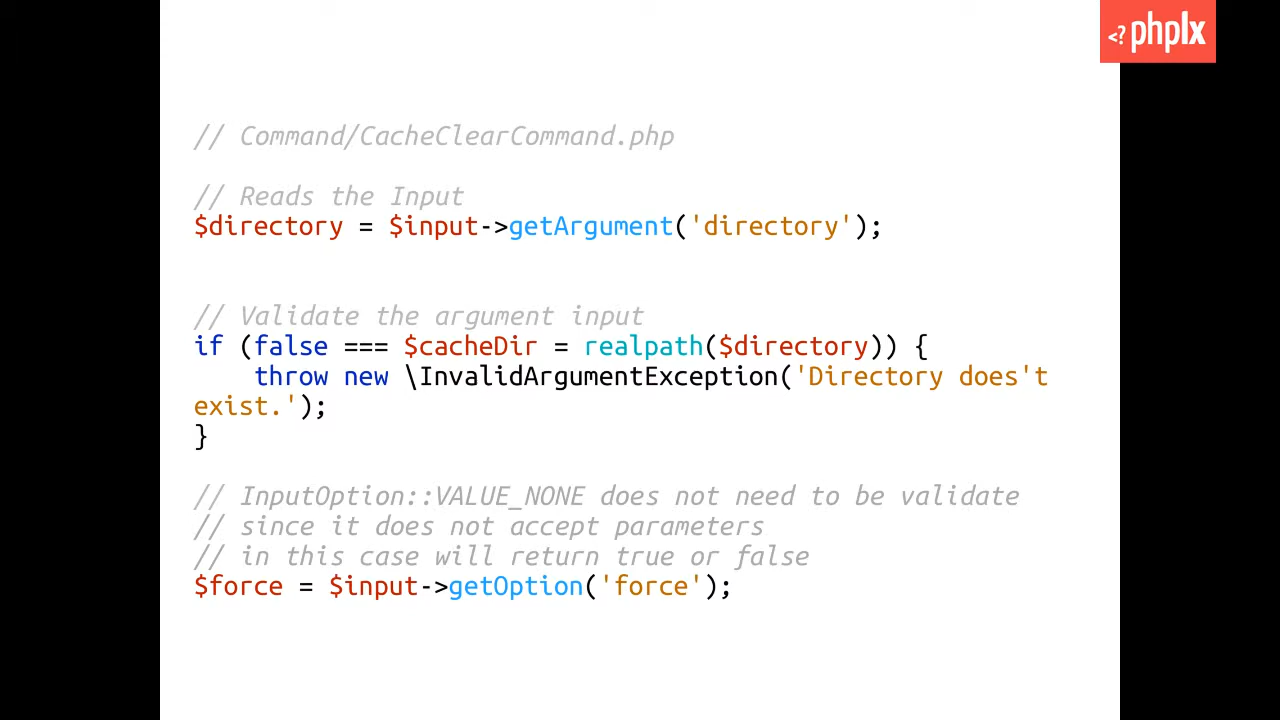 <? phplx
// Command/CacheClearCommand.php
// Reads the Input
$directory = $input->getArgument('directory');
// Validate the argument input
if (false === $cacheDir = realpath($directory)) {
    throw new \InvalidArgumentException('Directory does't
exist.');
}
// InputOption::VALUE_NONE does not need to be validate
// since it does not accept parameters
// in this case will return true or false
$force = $input->getOption('force');